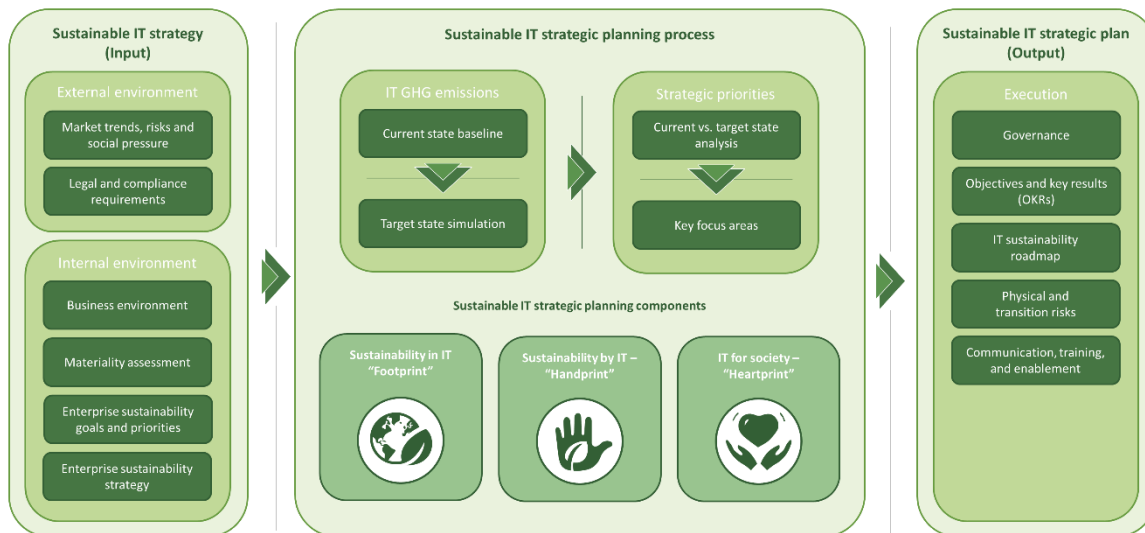 Sustainable IT strategy
(Input)
External environment
Market trends, risks and
social pressure
Legal and compliance
requirements
Internal environment
Business environment
Materiality assessment
Enterprise sustainability
goals and priorities
Enterprise sustainability
strategy
Sustainable IT strategic planning process
IT GHG emissions
Current state baseline
Target state simulation
Strategic priorities
Current vs. target state
analysis
Key focus areas
Sustainable IT strategic planning components
Sustainability in IT
“Footprint”
Sustainability by IT –
“Handprint”
IT for society –
“Heartprint”
Sustainable IT strategic plan
(Output)
Execution
Governance
Objectives and key results
(OKRs)
IT sustainability
roadmap
Physical and
transition risks
Communication, training,
and enablement